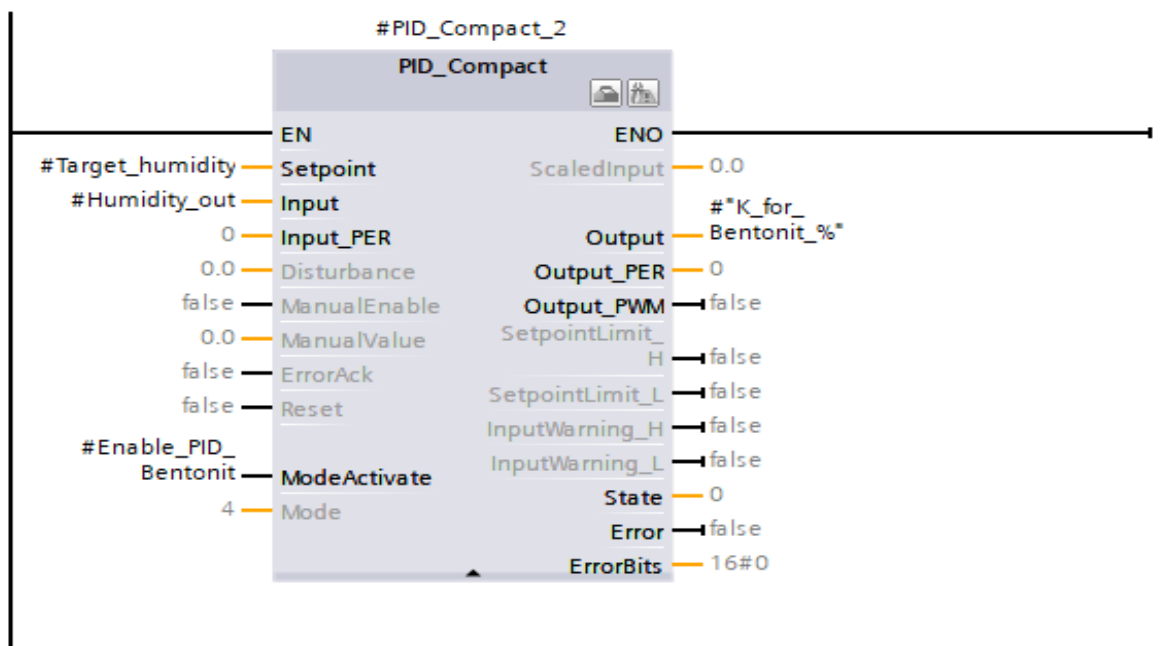 #PID_Compact_2
PID_Compact
EN ENO
#Target_humidity Setpoint ScaledInput 0.0
#Humidity_out Input
#"K_for_
Bentonit_%"
0 Input_PER Output
0.0 Disturbance Output_PER 0
false ManualEnable Output_PWM false
0.0 ManualValue SetpointLimit_
H false
false ErrorAck
false Reset SetpointLimit_L false
InputWarning_H false
#Enable_PID_
Bentonit ModeActivate InputWarning_L false
4 Mode State 0
Error false
ErrorBits 16#0